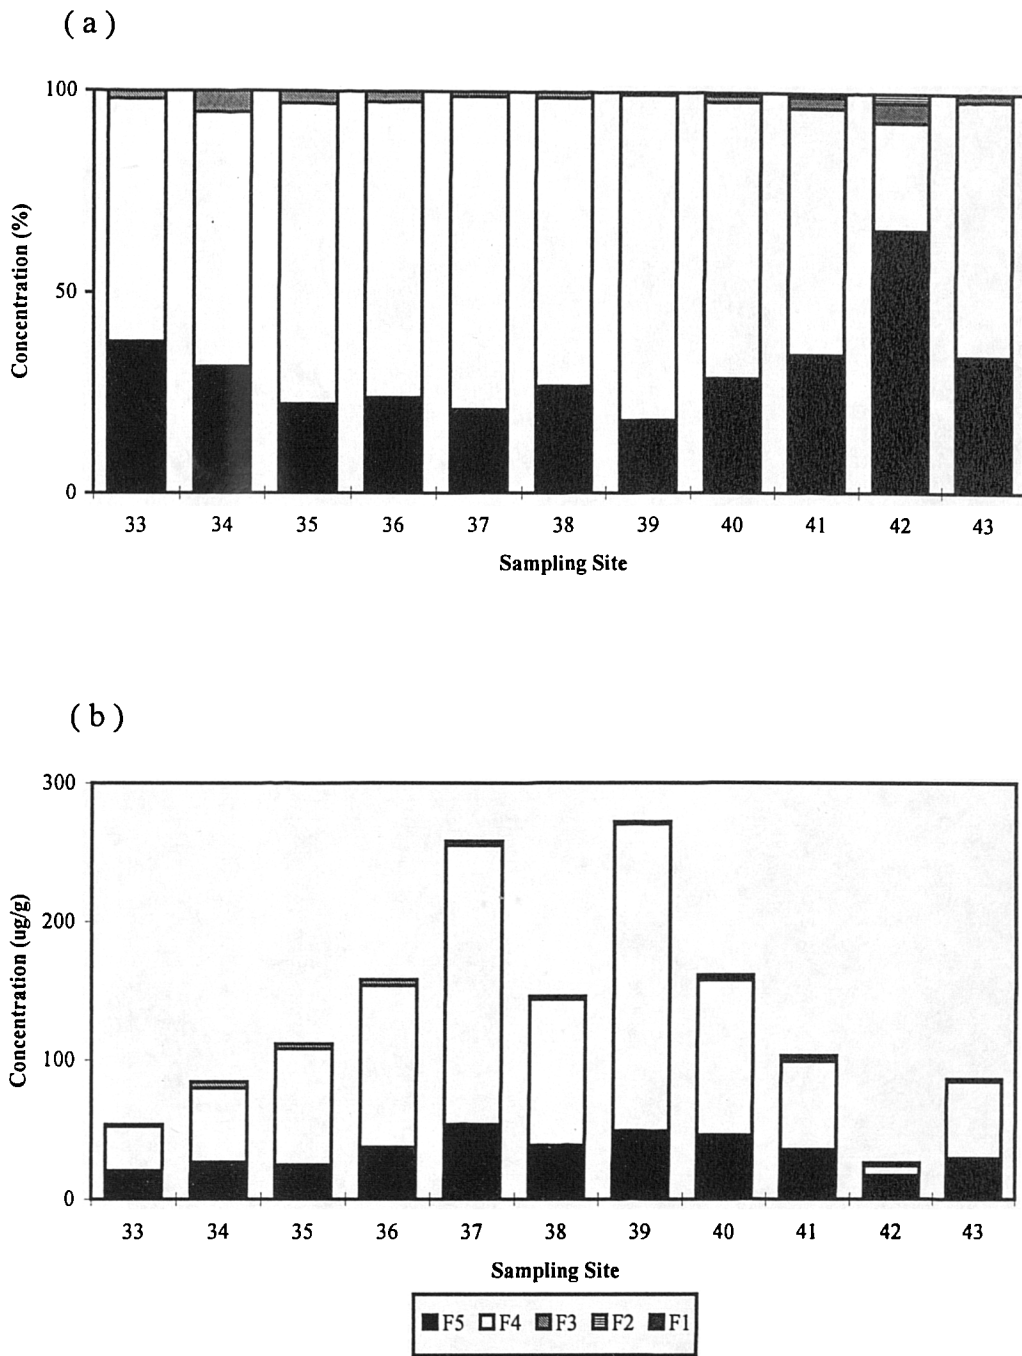 ( a )
100
50
0
Concentration (%)
33 34 35 36 37 38 39 40 41 42 43
Sampling Site
( b )
300
200
100
0
Concentration (ug/g)
33 34 35 36 37 38 39 40 41 42 43
Sampling Site
F5 F4 F3 F2 F1